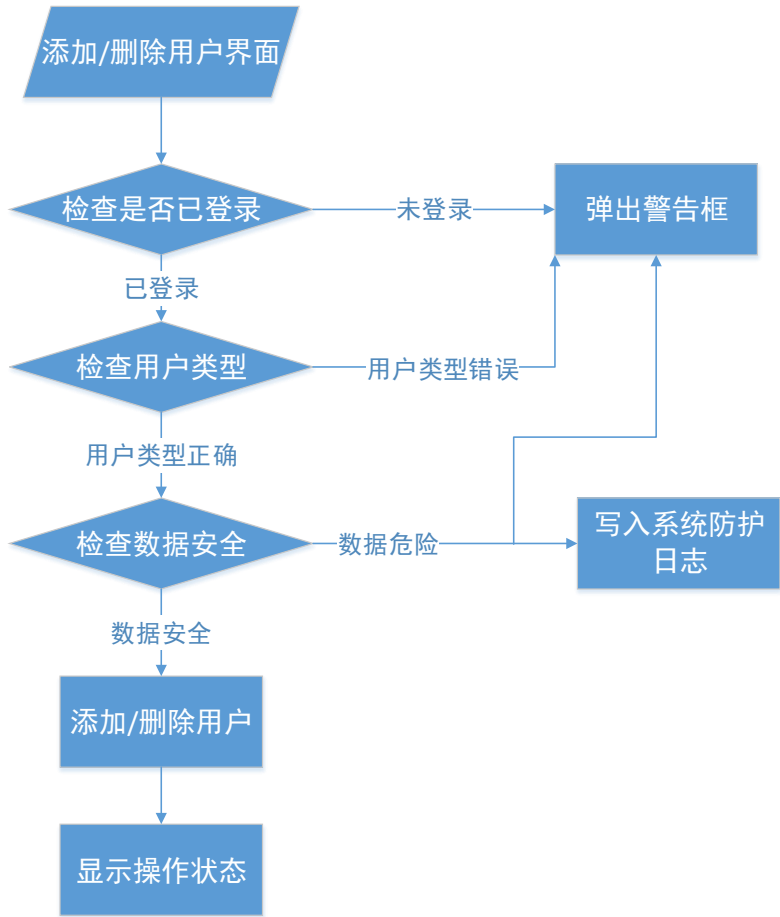 添加/删除用户界面
检查是否已登录
未登录
弹出警告框
已登录
检查用户类型
用户类型错误
用户类型正确
检查数据安全
数据危险
写入系统防护
日志
数据安全
添加/删除用户
显示操作状态